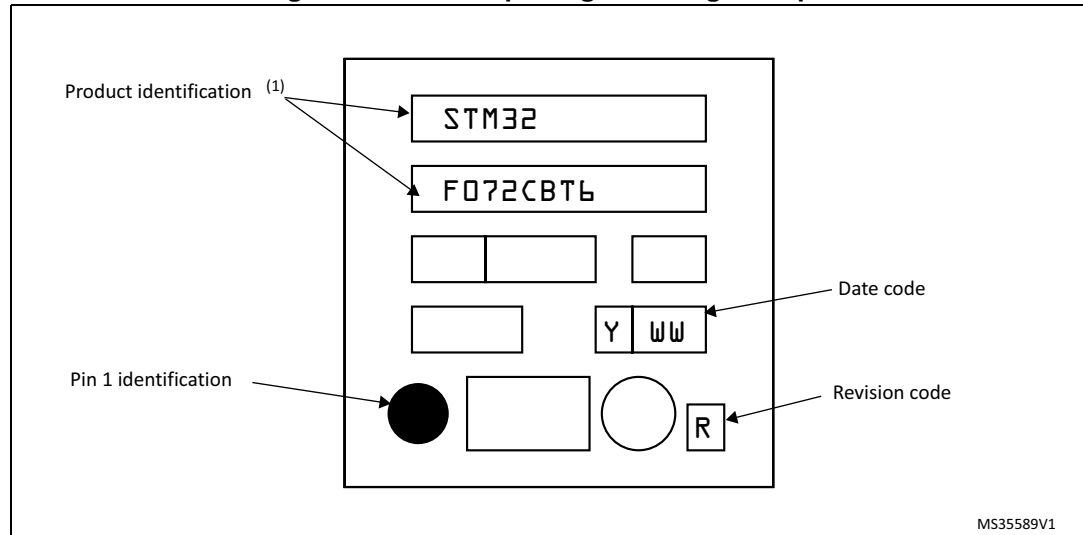 Product identification (1)
STM32
F072CBT6
Date code
Y WW
Pin 1 identification
Revision code
R
MS35589V1